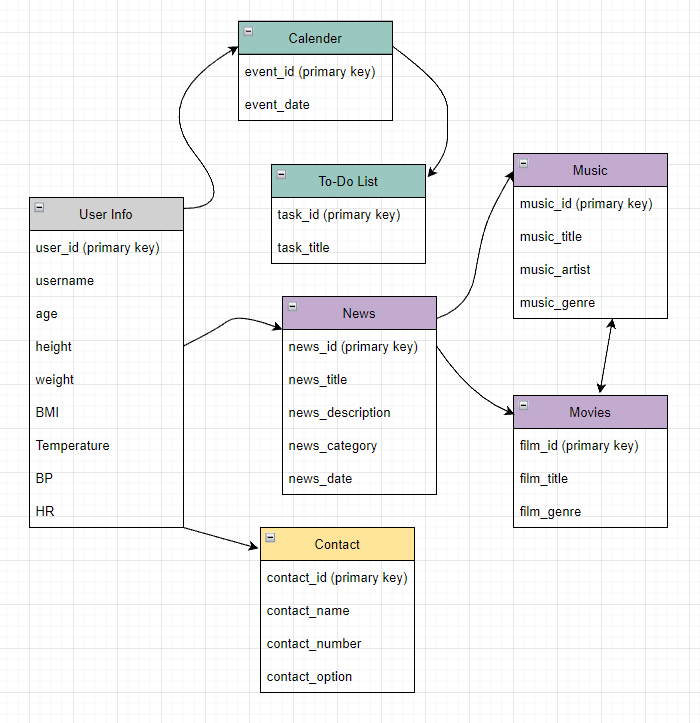 Calender
event_id (primary key)
event_date
To-Do List
task_id (primary key)
task_title
Music
music_id (primary key)
music_title
music_artist
music_genre
User Info
user_id (primary key)
username
age
height
weight
BMI
Temperature
BP
HR
News
news_id (primary key)
news_title
news_description
news_category
news_date
Movies
film_id (primary key)
film_title
film_genre
Contact
contact_id (primary key)
contact_name
contact_number
contact_option